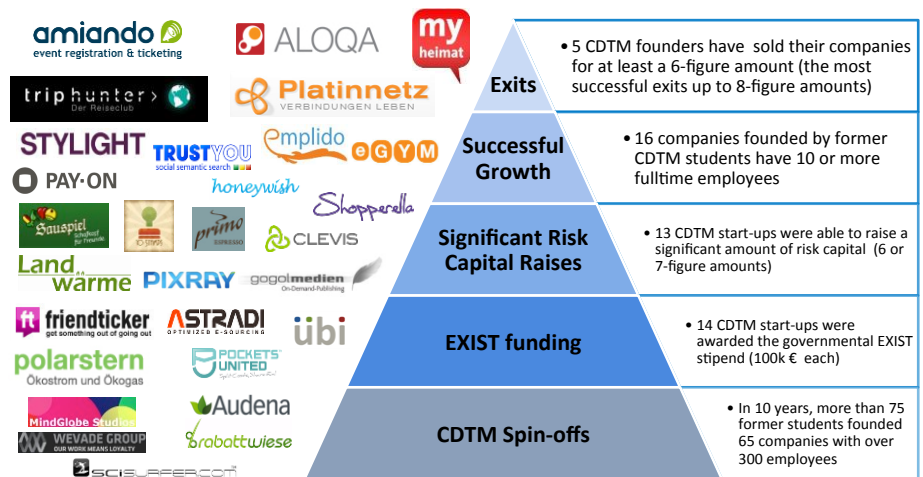 amiando
event registration & ticketing
ALOQA
my
heimat
trip hunter>
Der Reiseclub
Platinnetz
VERBINDUNGEN LEBEN
STYLIGHT
TRUSTYOU
social semantic search
emplido
eGYM
PAY·ON
honeywish
Shopperella
Sauspiel
Schafkopf für Freunde
10-STAMPS
primo
ESPRESSO
CLEVIS
Land
wärme
PIXRAY
gogolmedien
On-Demand-Publishing
friendticker
get something out of going out
ASTRADI
OPTIMIZED E-SOURCING
übi
polarstern
Ökostrom und Ökogas
POCKETS
UNITED
MindGlobe Studios
Audena
WEVADE GROUP
OUR WORK MEANS LOYALTY
rabattwiese
SCISURFER.COM
Exits
• 5 CDTM founders have sold their companies
for at least a 6-figure amount (the most
successful exits up to 8-figure amounts)
Successful
Growth
• 16 companies founded by former
CDTM students have 10 or more
fulltime employees
Significant Risk
Capital Raises
• 13 CDTM start-ups were able to raise a
significant amount of risk capital (6 or
7-figure amounts)
EXIST funding
• 14 CDTM start-ups were
awarded the governmental EXIST
stipend (100k € each)
CDTM Spin-offs
• In 10 years, more than 75
former students founded
65 companies with over
300 employees